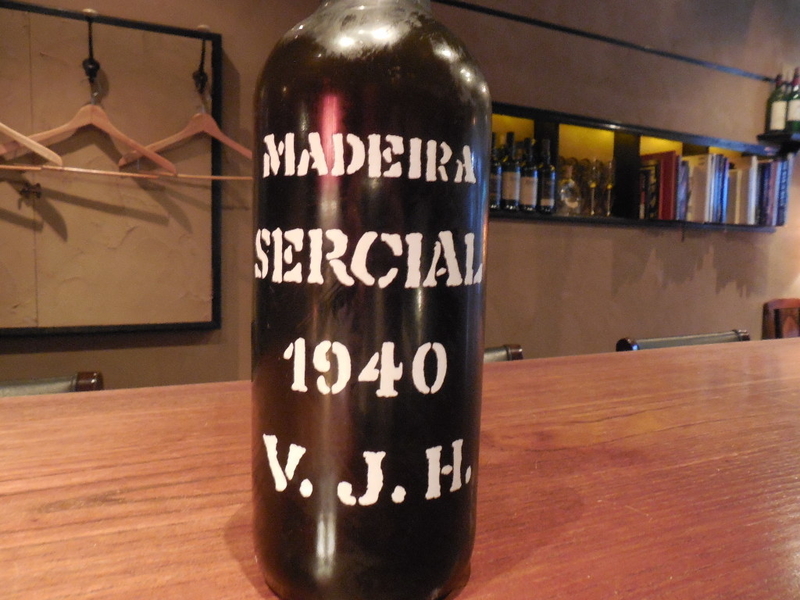 MADEIRA
SERCIAL
1940
V. J. H.